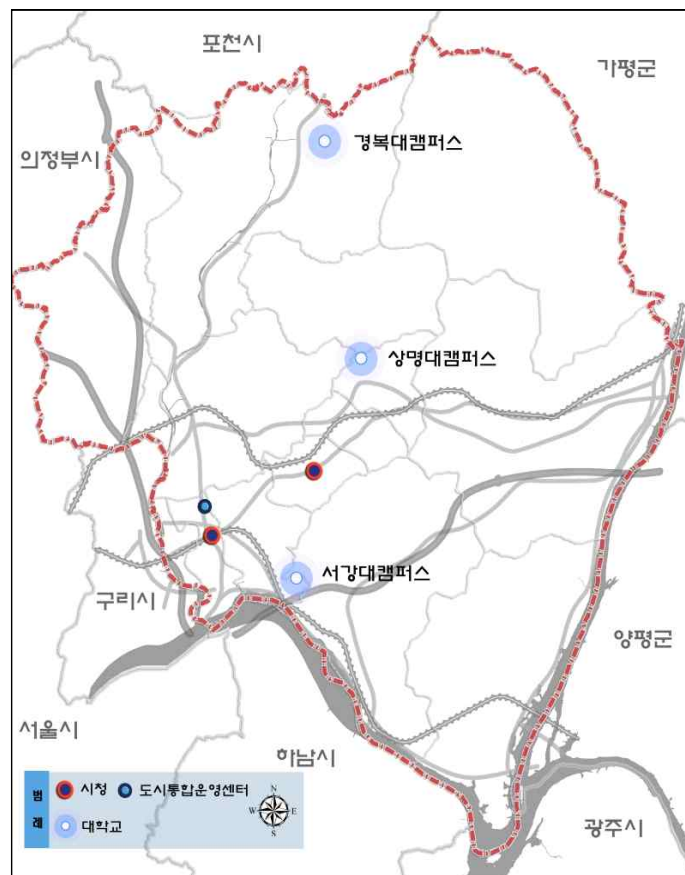 포천시
가평군
경복대캠퍼스
의정부시
상명대캠퍼스
서강대캠퍼스
구리시
양평군
서울시
하남시
광주시
범례
시청
도시통합운영센터
대학교
N
W
E
S